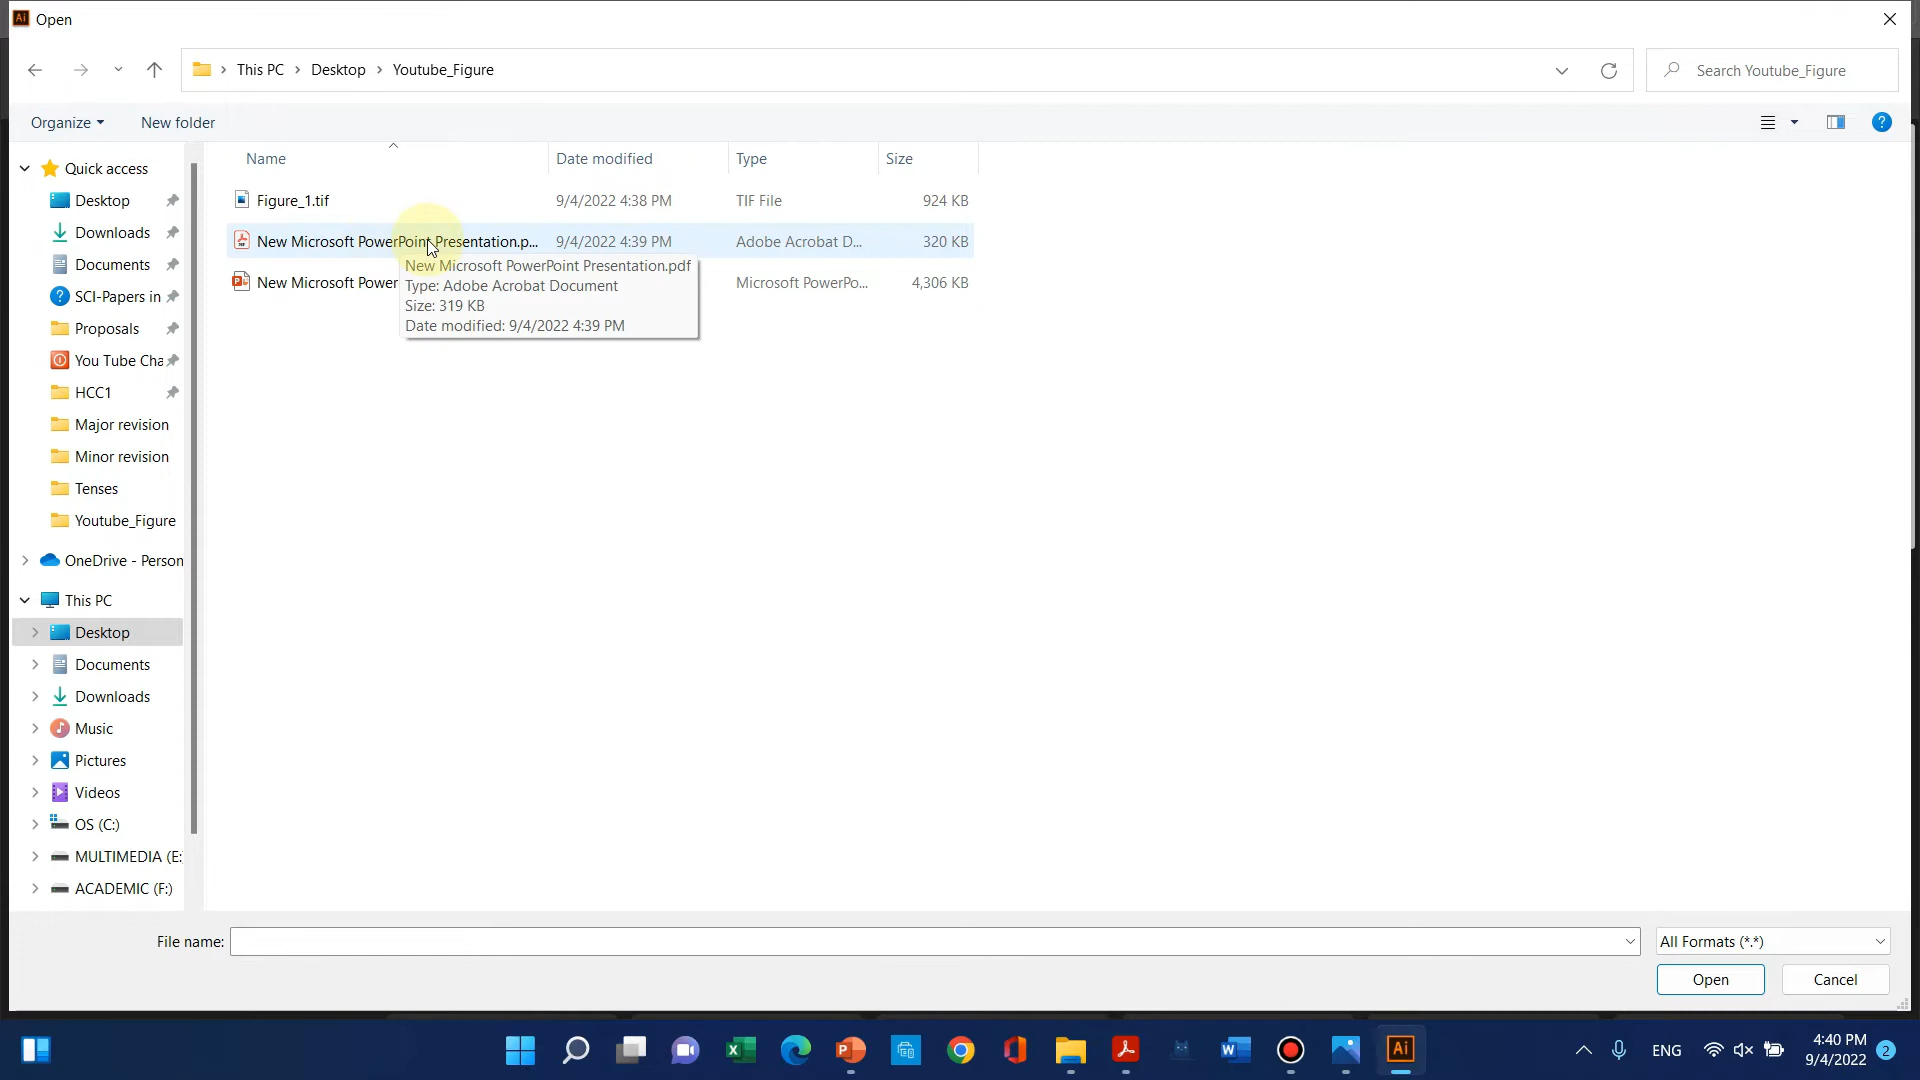 Ai Open
This PC Desktop Youtube_Figure
Search Youtube_Figure
Organize New folder
?
Name Date modified Type Size
Figure_1.tif 9/4/2022 4:38 PM TIF File 924 KB
New Microsoft PowerPoint Presentation.p... 9/4/2022 4:39 PM Adobe Acrobat D... 320 KB
New Microsoft Power Microsoft PowerPo... 4,306 KB
New Microsoft PowerPoint Presentation.pdf
Type: Adobe Acrobat Document
Size: 319 KB
Date modified: 9/4/2022 4:39 PM
Quick access
Desktop
Downloads
Documents
SCI-Papers in
Proposals
You Tube Cha
HCC1
Major revision
Minor revision
Tenses
Youtube_Figure
OneDrive - Person
This PC
Desktop
Documents
Downloads
Music
Pictures
Videos
OS (C:)
MULTIMEDIA (E:
ACADEMIC (F:)
File name:
All Formats (*.*)
Open Cancel
Ai
ENG
4:40 PM
9/4/2022
2